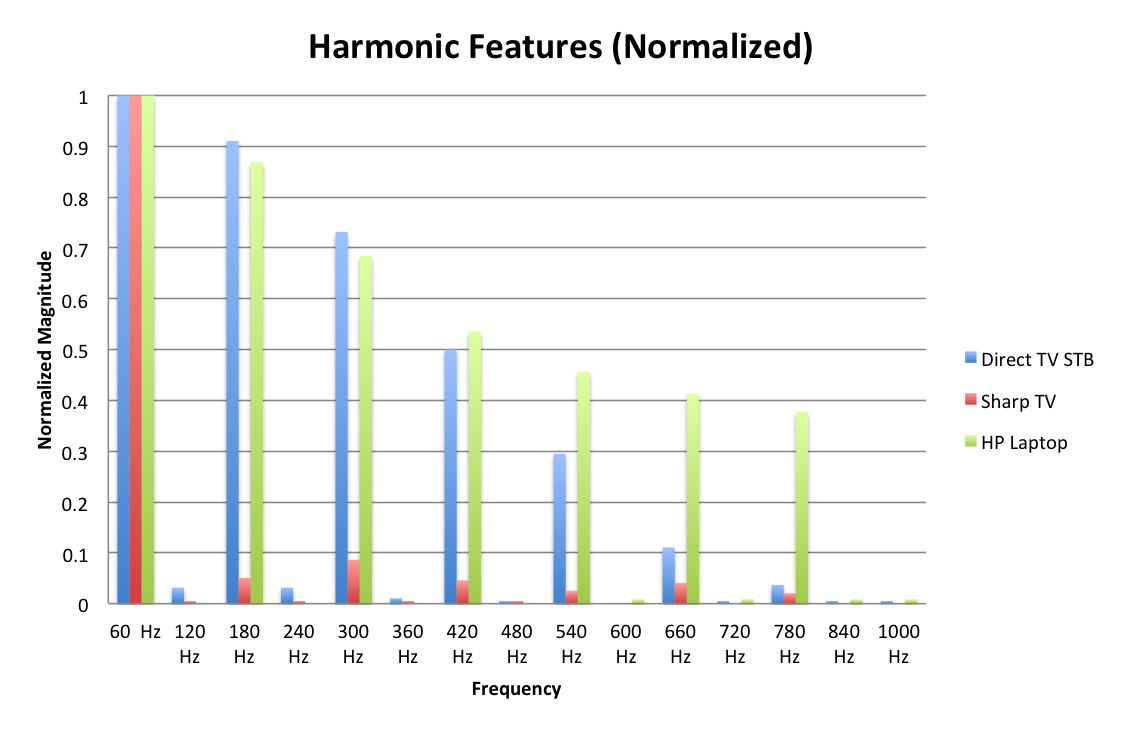 Harmonic Features (Normalized)
1
0.9
0.8
0.7
0.6
0.5
0.4
0.3
0.2
0.1
0
Normalized Magnitude
60 Hz 120 180 240 300 360 420 480 540 600 660 720 780 840 1000
Hz Hz Hz Hz Hz Hz Hz Hz Hz Hz Hz Hz Hz Hz
Frequency
Direct TV STB
Sharp TV
HP Laptop